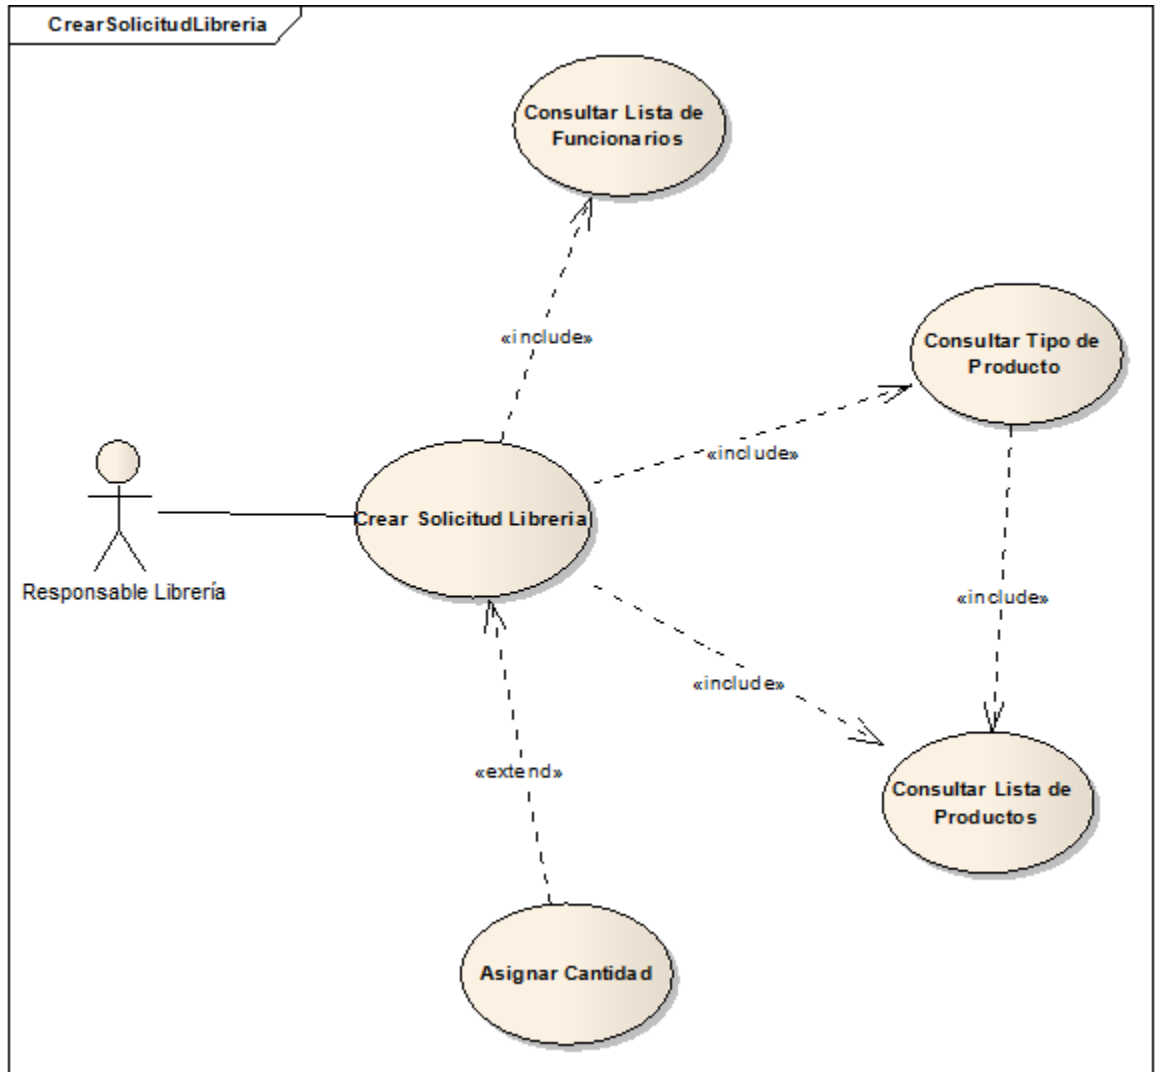 CrearSolicitudLibreria
Consultar Lista de
Funcionarios
«include»
Consultar Tipo de
Producto
«include»
Crear Solicitud Libreria
Responsable Librería
«include»
«include»
«extend»
Consultar Lista de
Productos
Asignar Cantidad